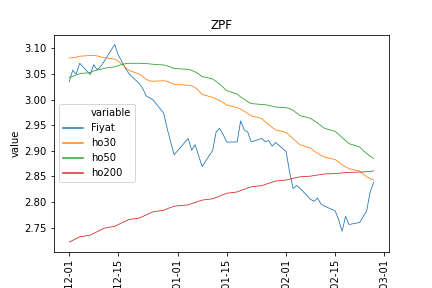 ZPF
3.10
3.05
3.00
2.95
2.90
2.85
2.80
2.75
value
variable
Fiyat
ho30
ho50
ho200
12-01
12-15
01-01
01-15
02-01
02-15
03-01